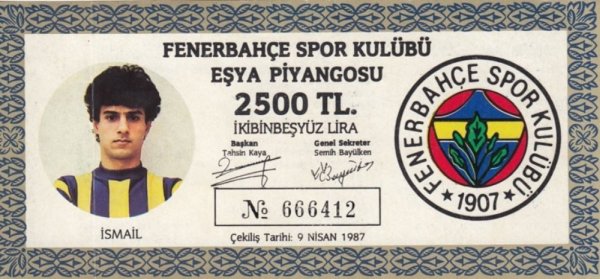 FENERBAHÇE SPOR KULÜBÜ
EŞYA PİYANGOSU
2500 TL.
İKİBİNBEŞYÜZ LİRA
Başkan
Tahsin Kaya
Genel Sekreter
Semih Bayülken
№ 666412
Çekiliş Tarihi: 9 NİSAN 1987
İSMAİL
FENERBAHÇE SPOR KULÜBÜ
★ 1907 ★